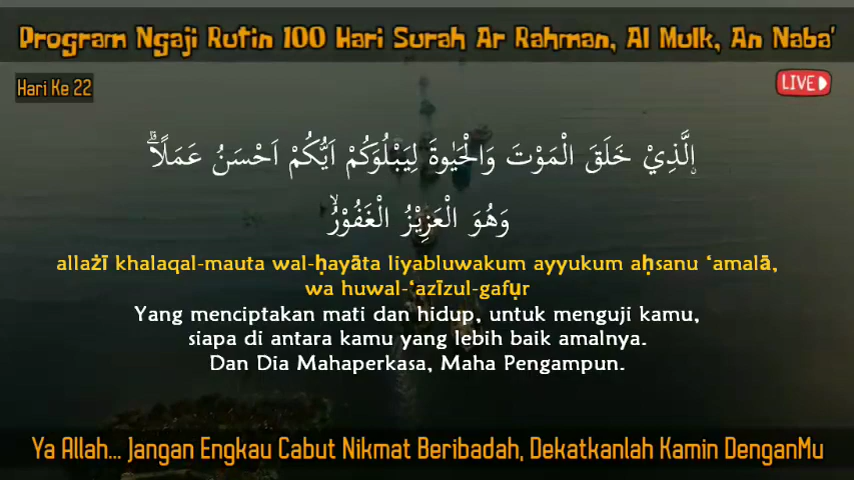 Program Ngaji Rutin 100 Hari Surah Ar Rahman, Al Mulk, An Naba'
Hari Ke 22
LIVE
ۨالَّذِيْ خَلَقَ الْمَوْتَ وَالْحَيٰوةَ لِيَبْلُوَكُمْ اَيُّكُمْ اَحْسَنُ عَمَلًاۗ
وَهُوَ الْعَزِيْزُ الْغَفُوْرُۙ
allażī khalaqal-mauta wal-ḥayāta liyabluwakum ayyukum aḥsanu ‘amalā,
wa huwal-‘azīzul-gafụr
Yang menciptakan mati dan hidup, untuk menguji kamu,
siapa di antara kamu yang lebih baik amalnya.
Dan Dia Mahaperkasa, Maha Pengampun.
Ya Allah... Jangan Engkau Cabut Nikmat Beribadah, Dekatkanlah Kamin DenganMu